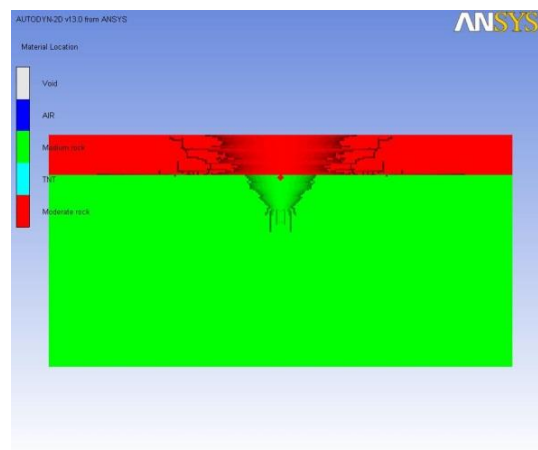 AUTODYN-2D v13.0 from ANSYS
ANSYS
Material Location
Void
AIR
Medium rock
TNT
Moderate rock